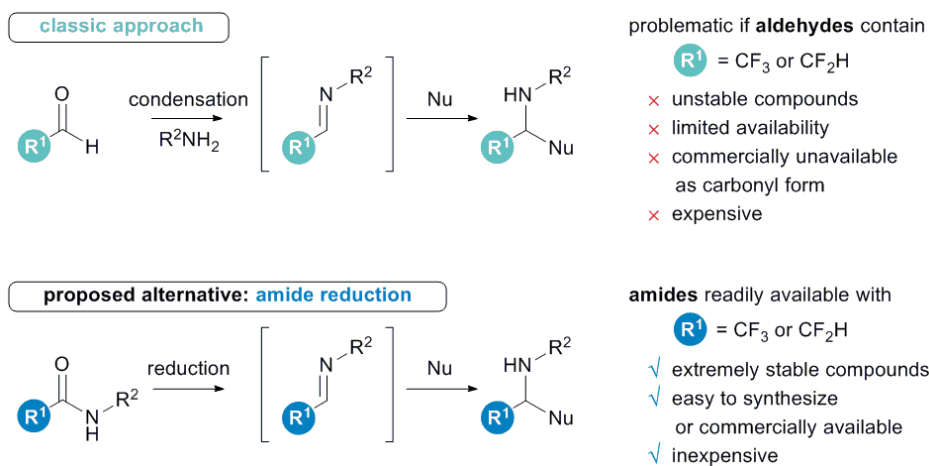 classic approach
problematic if aldehydes contain
R¹ = CF₃ or CF₂H
× unstable compounds
× limited availability
× commercially unavailable
as carbonyl form
× expensive
O
R¹
H
condensation
R²NH₂
N
R²
R¹
Nu
HN
R²
R¹
Nu
proposed alternative: amide reduction
amides readily available with
R¹ = CF₃ or CF₂H
√ extremely stable compounds
√ easy to synthesize
or commercially available
√ inexpensive
O
R¹
N
H
R²
reduction
N
R²
R¹
Nu
HN
R²
R¹
Nu